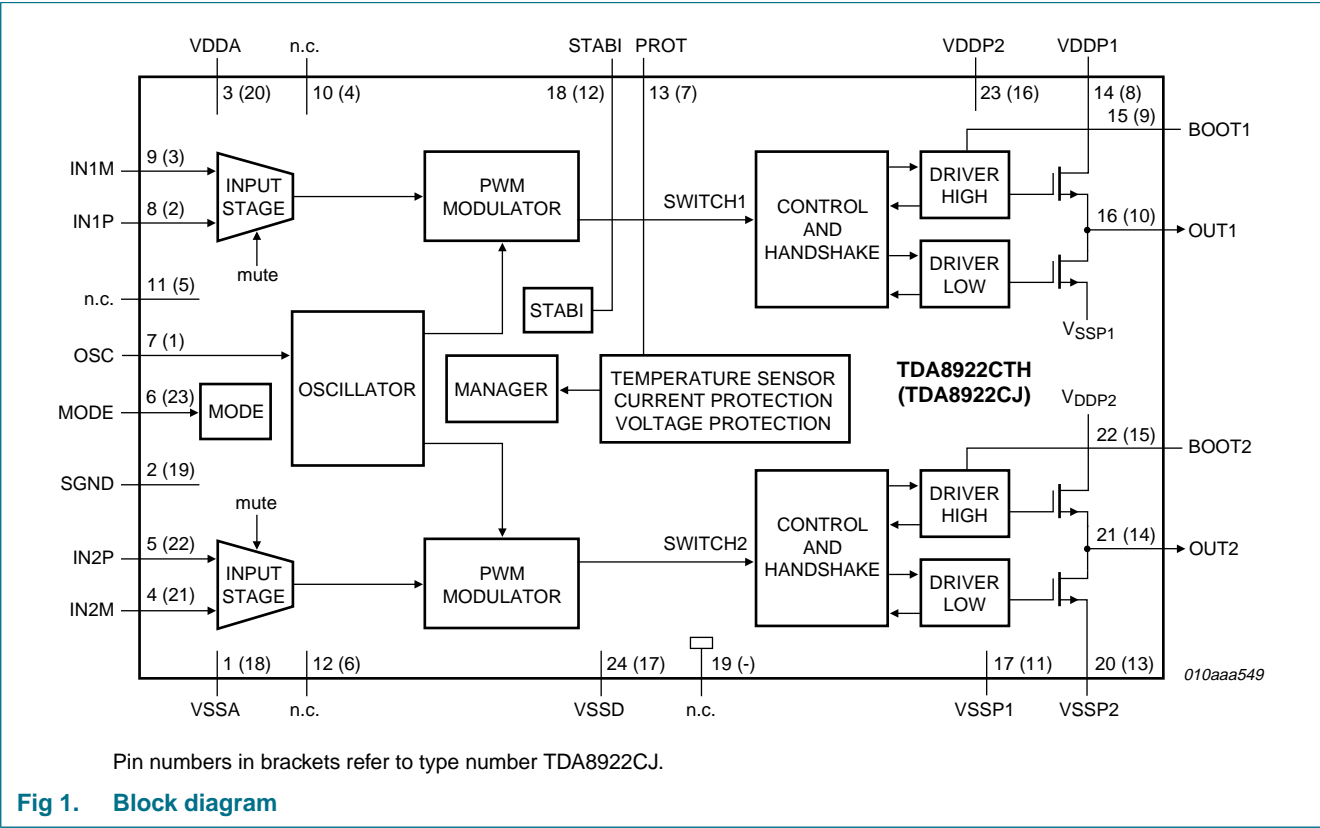 VDDA n.c. STABI PROT VDDP2 VDDP1
3 (20) 10 (4) 18 (12) 13 (7) 23 (16) 14 (8)
15 (9) BOOT1
IN1M 9 (3)
INPUT
STAGE
PWM
MODULATOR
SWITCH1
CONTROL
AND
HANDSHAKE
DRIVER
HIGH
IN1P 8 (2)
16 (10) OUT1
mute
DRIVER
LOW
n.c. 11 (5)
STABI
VSSP1
OSC 7 (1)
OSCILLATOR
MANAGER
TEMPERATURE SENSOR
CURRENT PROTECTION
VOLTAGE PROTECTION
TDA8922CTH
(TDA8922CJ)
MODE 6 (23) MODE
VDDP2
22 (15) BOOT2
SGND 2 (19)
mute
DRIVER
HIGH
IN2P 5 (22)
INPUT
STAGE
PWM
MODULATOR
SWITCH2
CONTROL
AND
HANDSHAKE
21 (14) OUT2
DRIVER
LOW
IN2M 4 (21)
1 (18) 12 (6) 24 (17) 19 (-) 17 (11) 20 (13)
010aaa549
VSSA n.c. VSSD n.c. VSSP1 VSSP2
Pin numbers in brackets refer to type number TDA8922CJ.
Fig 1. Block diagram